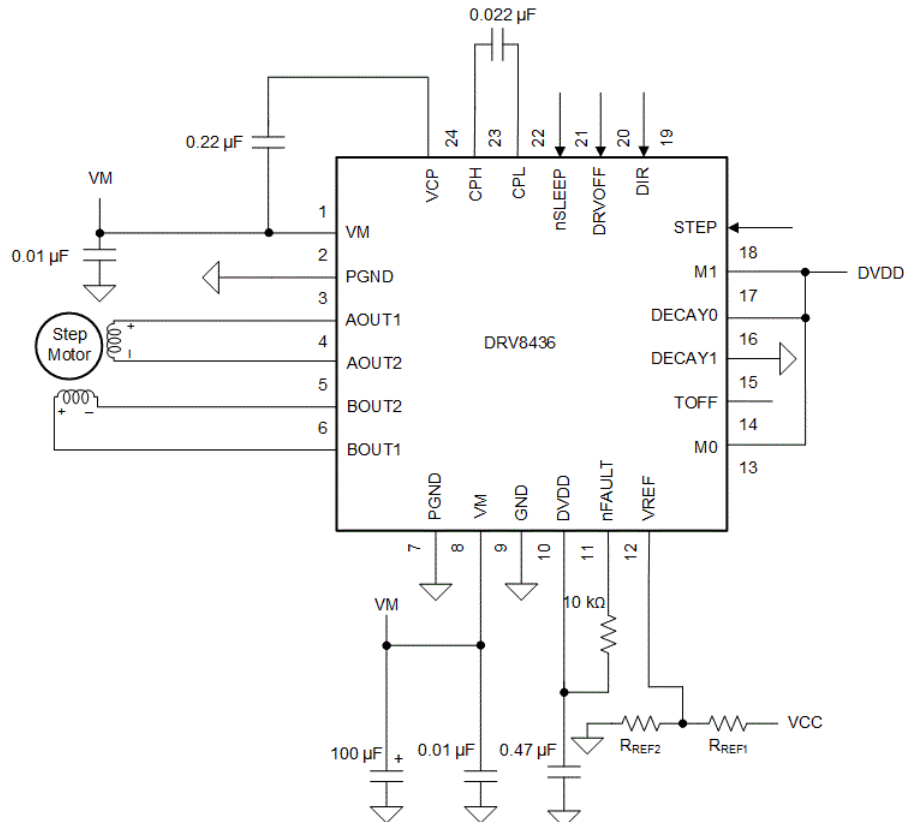 0.022 µF
0.22 µF
24
23
22
21
20
19
VCP
CPH
CPL
nSLEEP
DRVOFF
DIR
VM
0.01 µF
1
VM
2
PGND
3
AOUT1
4
AOUT2
5
BOUT2
6
BOUT1
Step
Motor
+
–
+
–
DRV8436
STEP
18
M1
DVDD
17
DECAY0
16
DECAY1
15
TOFF
14
M0
13
PGND
VM
GND
DVDD
nFAULT
VREF
7
8
9
10
11
12
VM
10 kΩ
100 µF
+
0.01 µF
0.47 µF
RREF2
RREF1
VCC